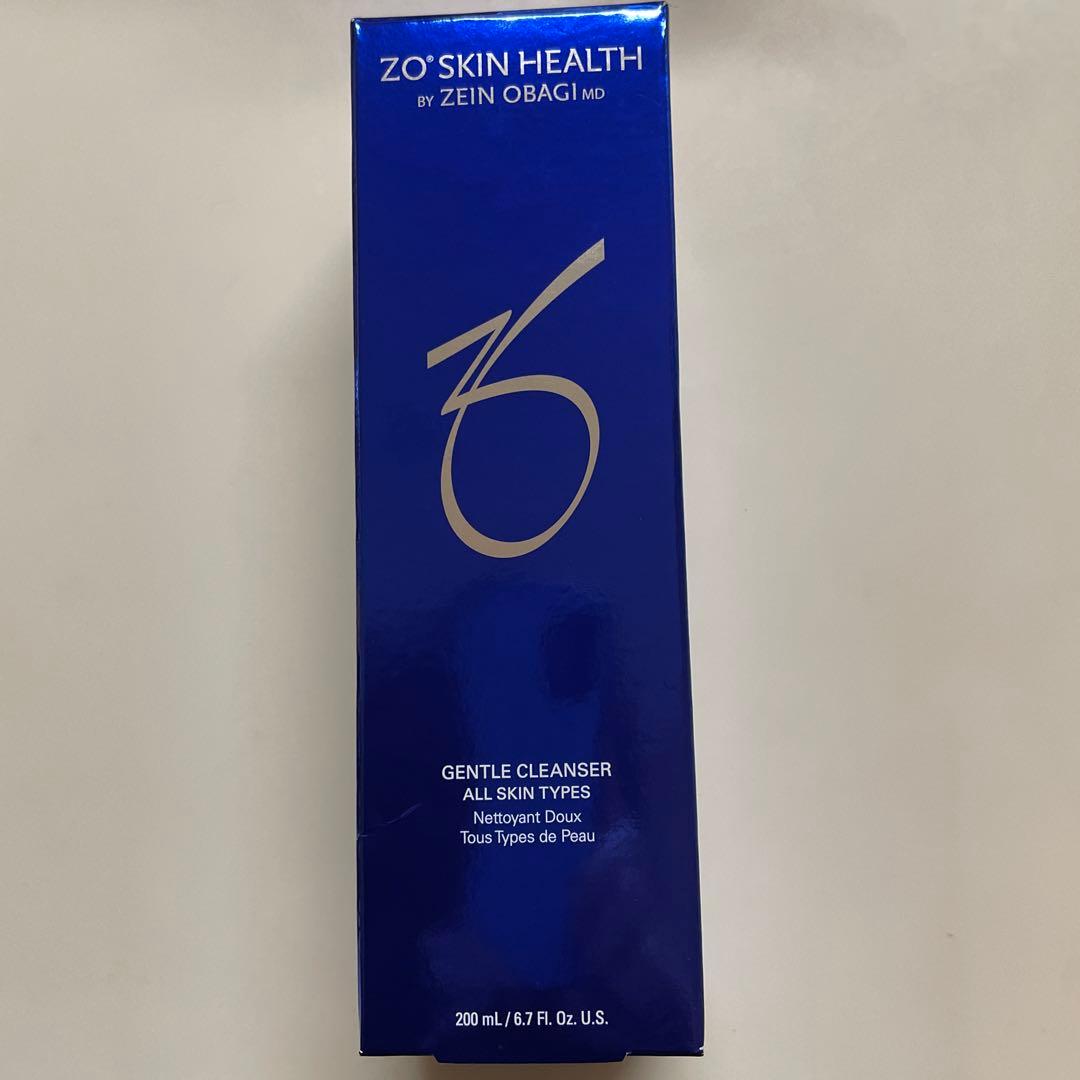 ZO® SKIN HEALTH
BY ZEIN OBAGI MD
ZO
GENTLE CLEANSER
ALL SKIN TYPES
Nettoyant Doux
Tous Types de Peau
200 mL / 6.7 Fl. Oz. U.S.